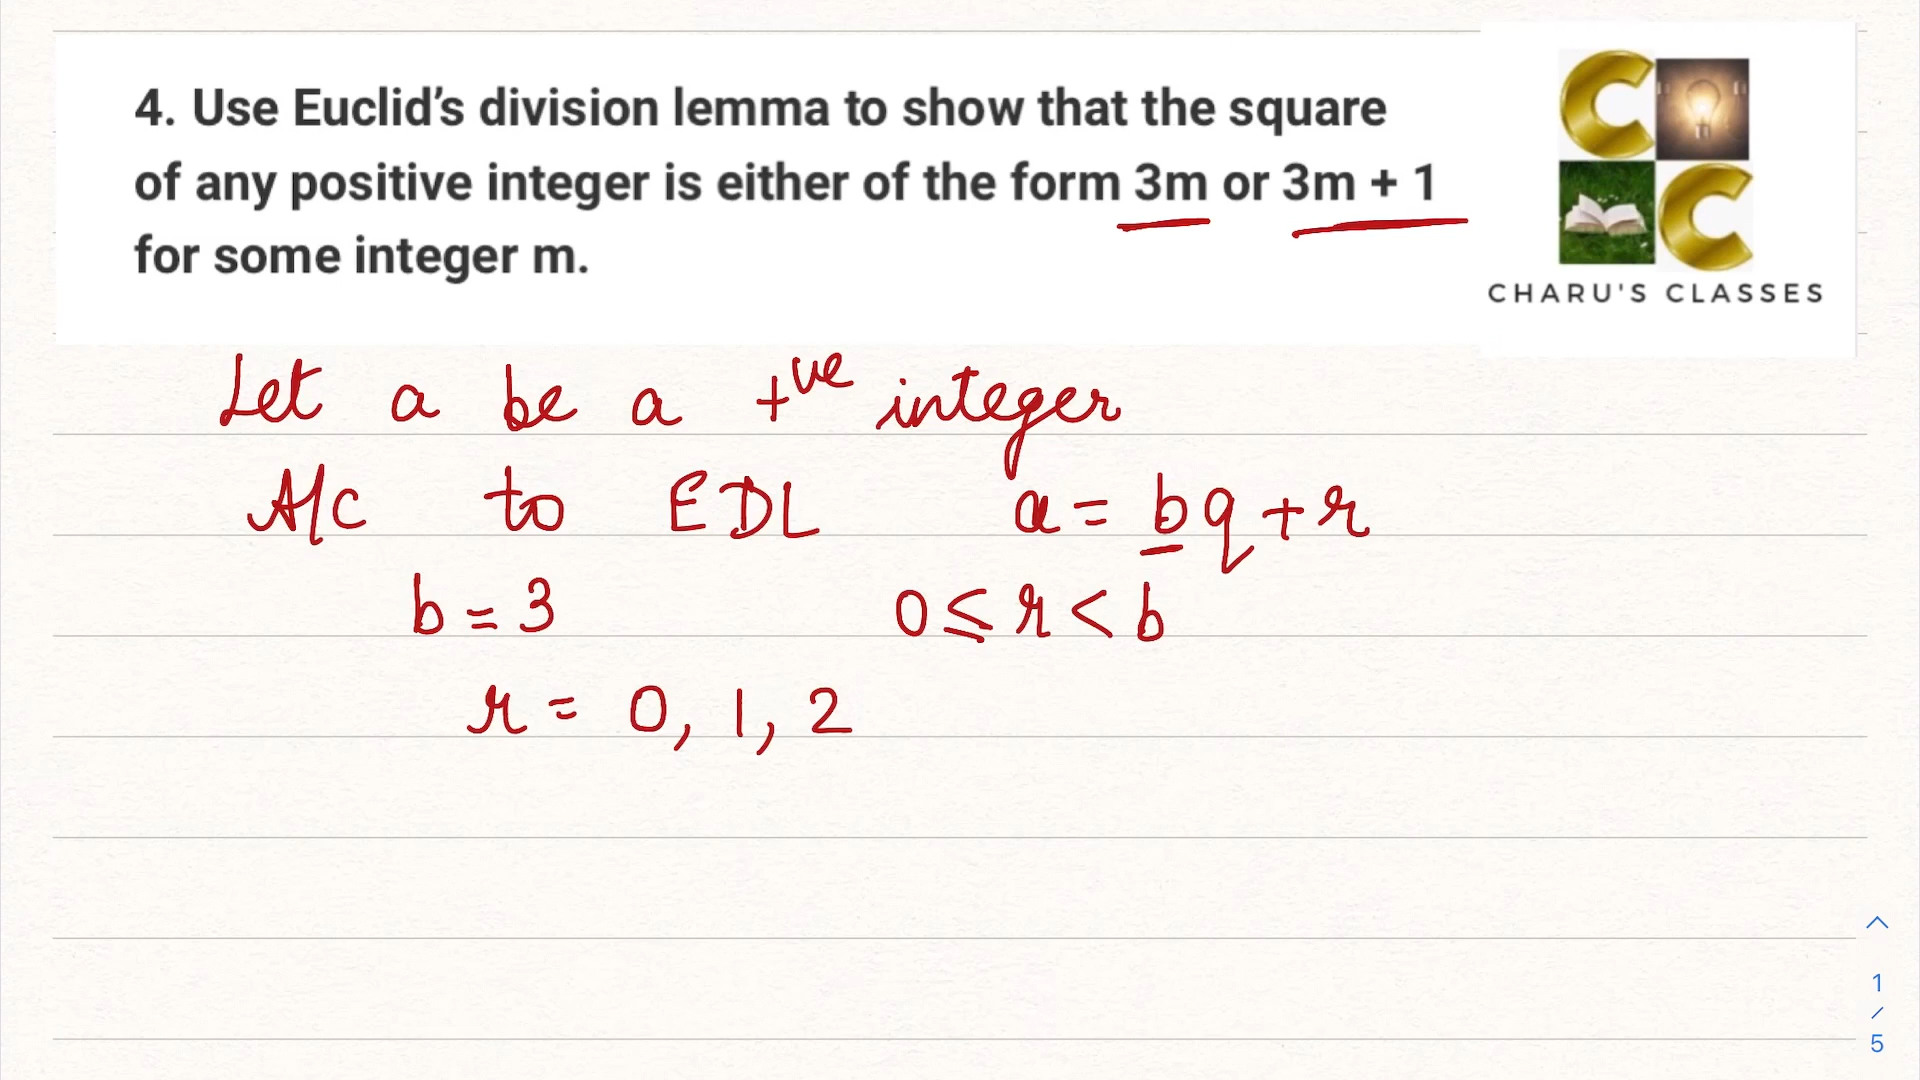 4. Use Euclid’s division lemma to show that the square
of any positive integer is either of the form 3m or 3m + 1
for some integer m.
CHARU'S CLASSES
Let a be a +ve integer
A/c to EDL a = bq + r
b = 3 0 ≤ r < b
r = 0, 1, 2
1
/
5